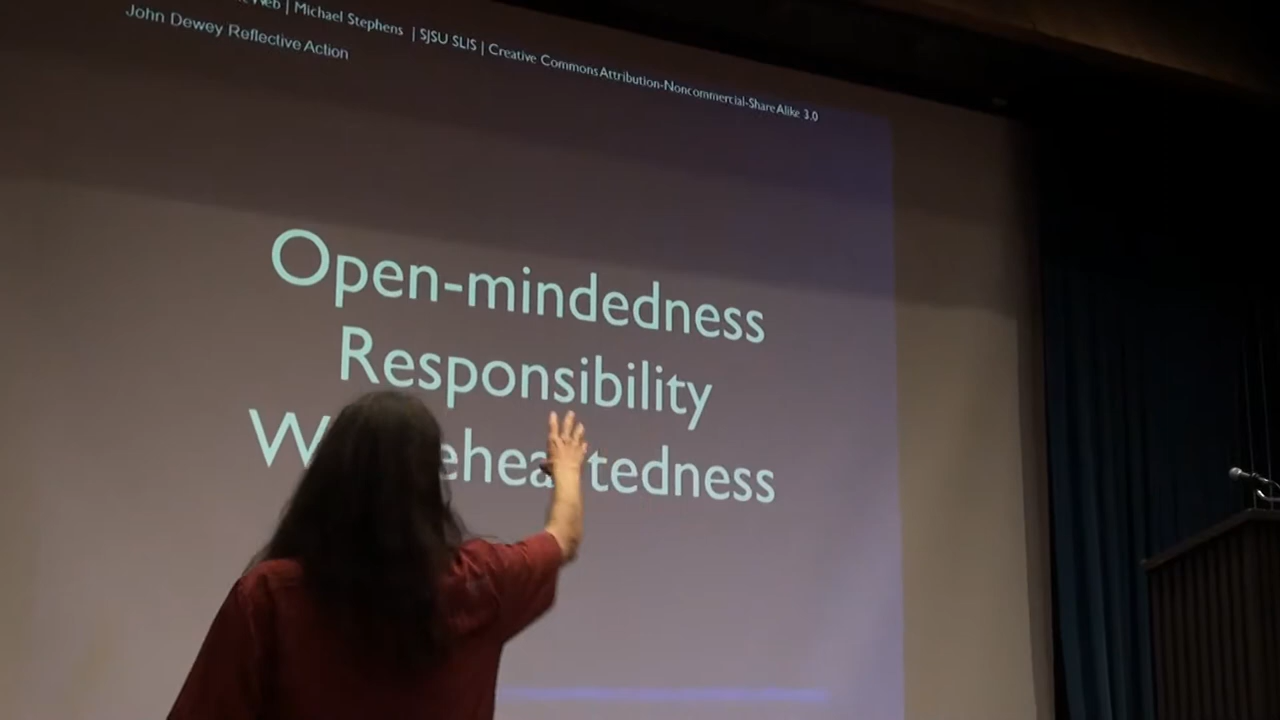 | Michael Stephens | SJSU SLIS | Creative Commons Attribution-Noncommercial-Share Alike 3.0
John Dewey Reflective Action
Open-mindedness
Responsibility